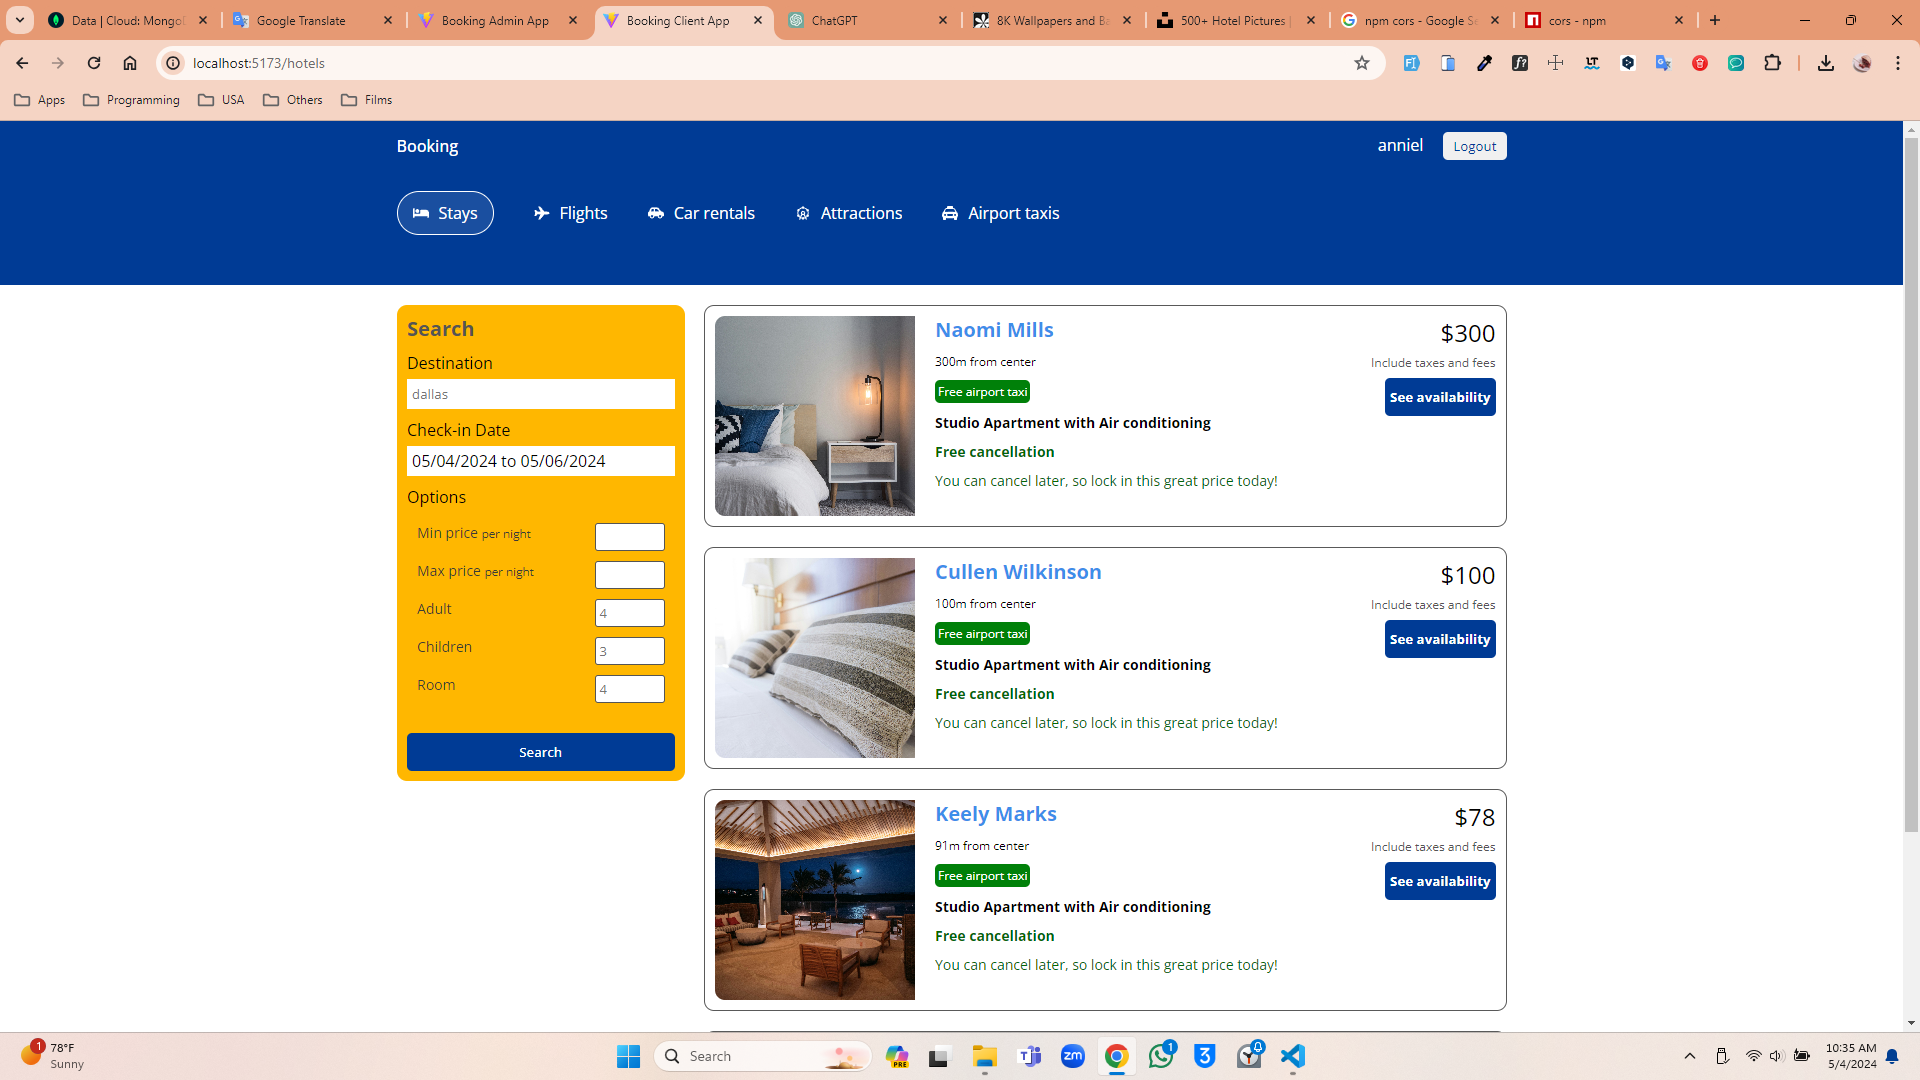 Data | Cloud: Mongo
Google Translate
Booking Admin App
Booking Client App
ChatGPT
8K Wallpapers and Ba
500+ Hotel Pictures |
npm cors - Google Se
cors - npm
localhost:5173/hotels
Apps
Programming
USA
Others
Films
Booking
anniel
Logout
Stays
Flights
Car rentals
Attractions
Airport taxis
Search
Destination
dallas
Check-in Date
05/04/2024 to 05/06/2024
Options
Min price per night
Max price per night
Adult
4
Children
3
Room
4
Search
Naomi Mills
300m from center
Free airport taxi
Studio Apartment with Air conditioning
Free cancellation
You can cancel later, so lock in this great price today!
$300
Include taxes and fees
See availability
Cullen Wilkinson
100m from center
Free airport taxi
Studio Apartment with Air conditioning
Free cancellation
You can cancel later, so lock in this great price today!
$100
Include taxes and fees
See availability
Keely Marks
91m from center
Free airport taxi
Studio Apartment with Air conditioning
Free cancellation
You can cancel later, so lock in this great price today!
$78
Include taxes and fees
See availability
1
78°F
Sunny
Search
PRE
zm
1
3
10:35 AM
5/4/2024